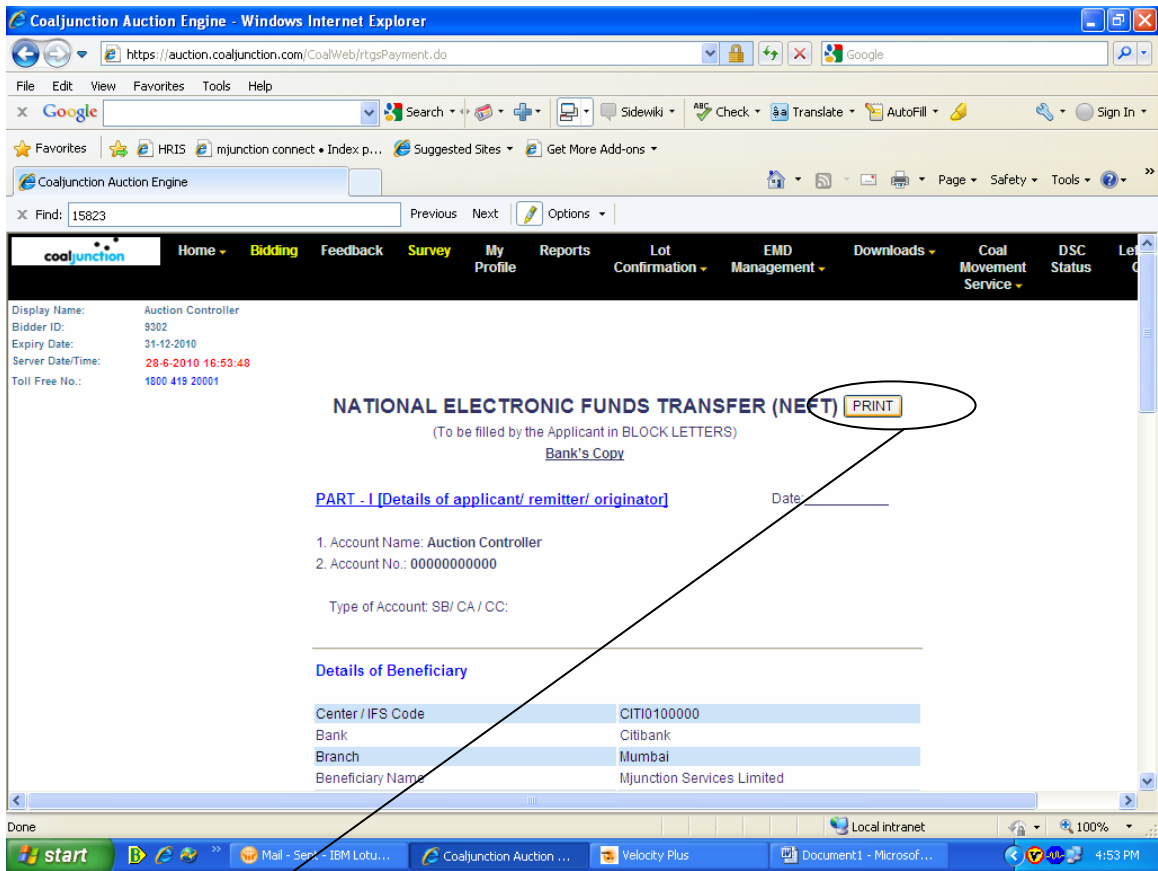 Coaljunction Auction Engine - Windows Internet Explorer
https://auction.coaljunction.com/CoalWeb/rtgsPayment.do
Google
File Edit View Favorites Tools Help
x Google Search Sidewiki Check Translate AutoFill Sign In
Favorites HRIS mjunction connect • Index p... Suggested Sites Get More Add-ons
Coaljunction Auction Engine Page Safety Tools »
X Find: 15823 Previous Next Options
coaljunction Home Bidding Feedback Survey My Profile Reports Lot Confirmation EMD Management Downloads Coal Movement Service DSC Status
Display Name: Auction Controller
Bidder ID: 9302
Expiry Date: 31-12-2010
Server Date/Time: 28-6-2010 16:53:48
Toll Free No.: 1800 419 20001
NATIONAL ELECTRONIC FUNDS TRANSFER (NEFT) PRINT
(To be filled by the Applicant in BLOCK LETTERS)
Bank's Copy
PART - I [Details of applicant/ remitter/ originator] Date:____________
1. Account Name: Auction Controller
2. Account No.: 00000000000
Type of Account: SB/ CA / CC:
Details of Beneficiary
Center / IFS Code CITI0100000
Bank Citibank
Branch Mumbai
Beneficiary Name Mjunction Services Limited
Done Local intranet 100%
start Mail - Sent - IBM Lotu... Coaljunction Auction ... Velocity Plus Document1 - Microsof... 4:53 PM